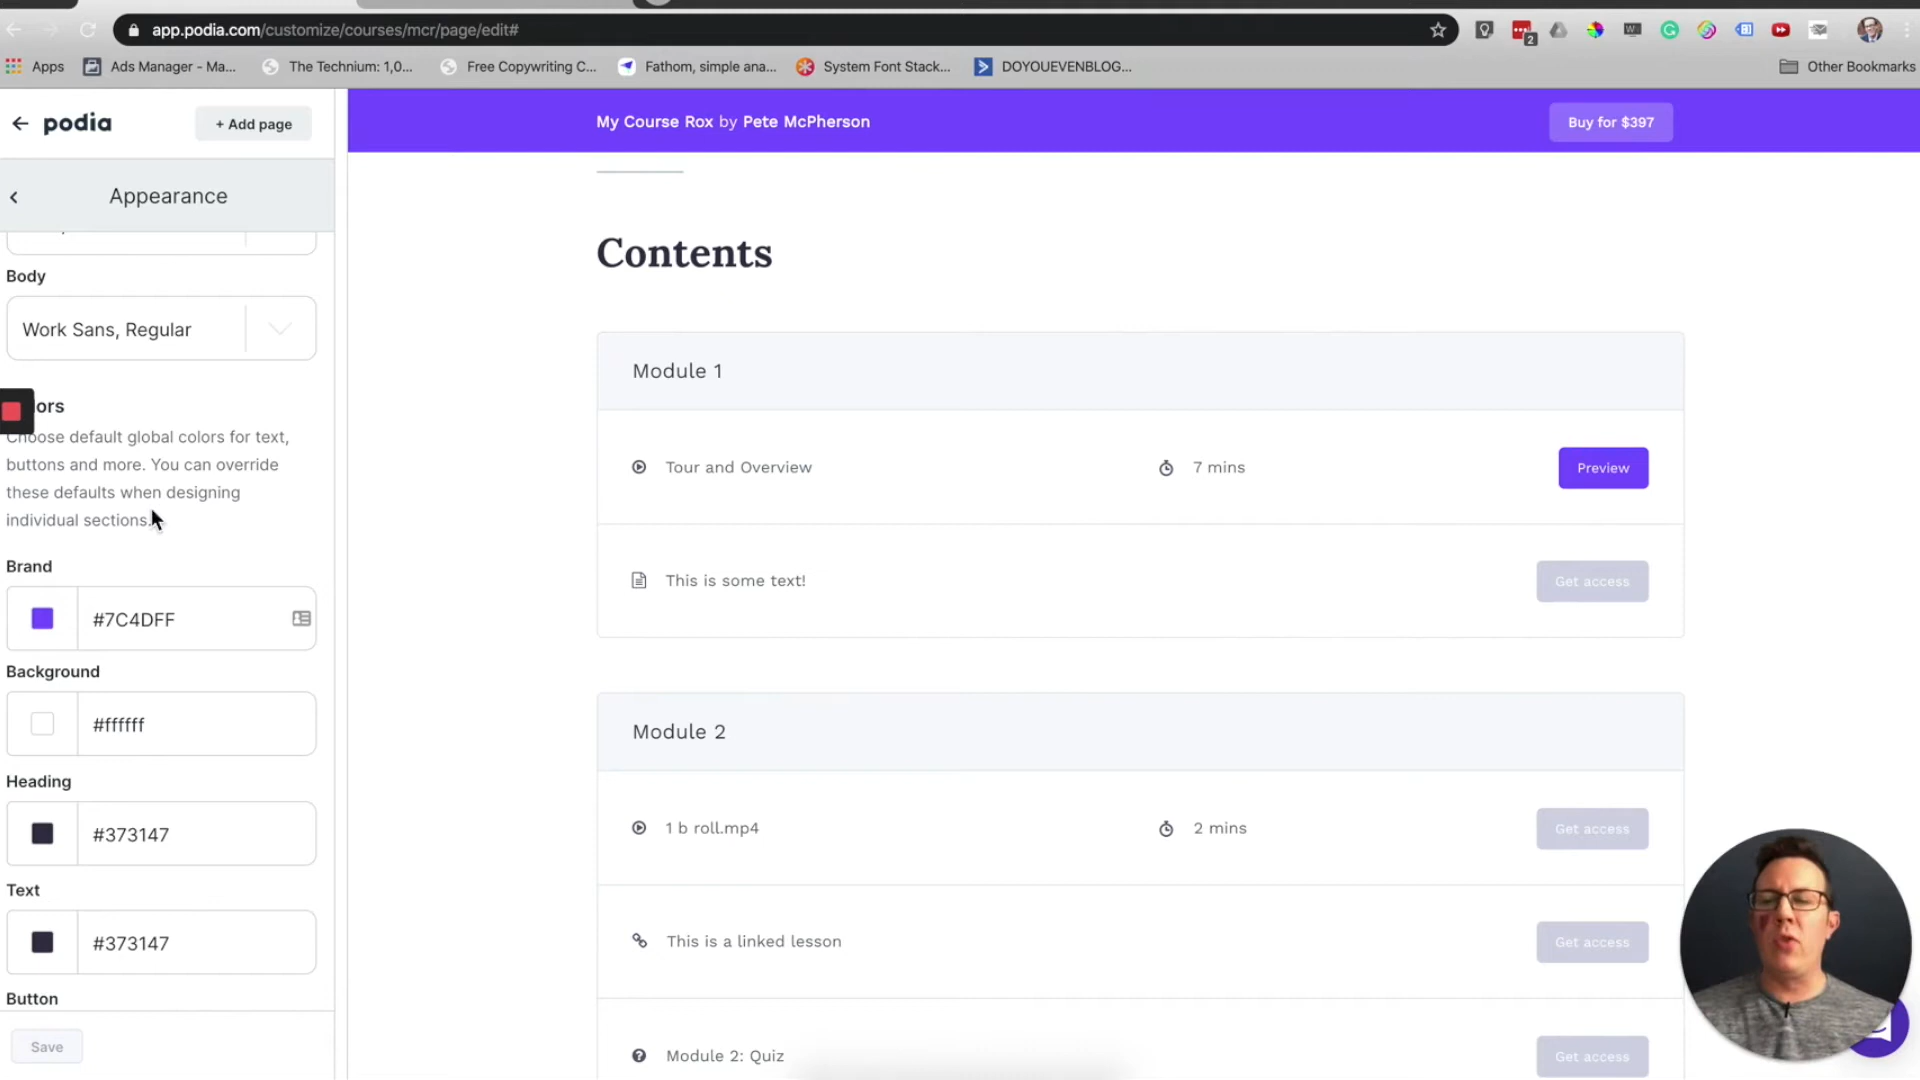 app.podia.com/customize/courses/mcr/page/edit#
2
Apps
Ads Manager - Ma...
The Technium: 1,0...
Free Copywriting C...
Fathom, simple ana...
System Font Stack...
DOYOUEVENBLOG...
Other Bookmarks
podia
+ Add page
My Course Rox by Pete McPherson
Buy for $397
Appearance
Contents
Body
Work Sans, Regular
Module 1
ors
Choose default global colors for text,
buttons and more. You can override
these defaults when designing
individual sections.
Tour and Overview
7 mins
Preview
This is some text!
Get access
Brand
#7C4DFF
Background
#ffffff
Module 2
Heading
#373147
1 b roll.mp4
2 mins
Get access
Text
#373147
This is a linked lesson
Get access
Button
Module 2: Quiz
Get access
Save